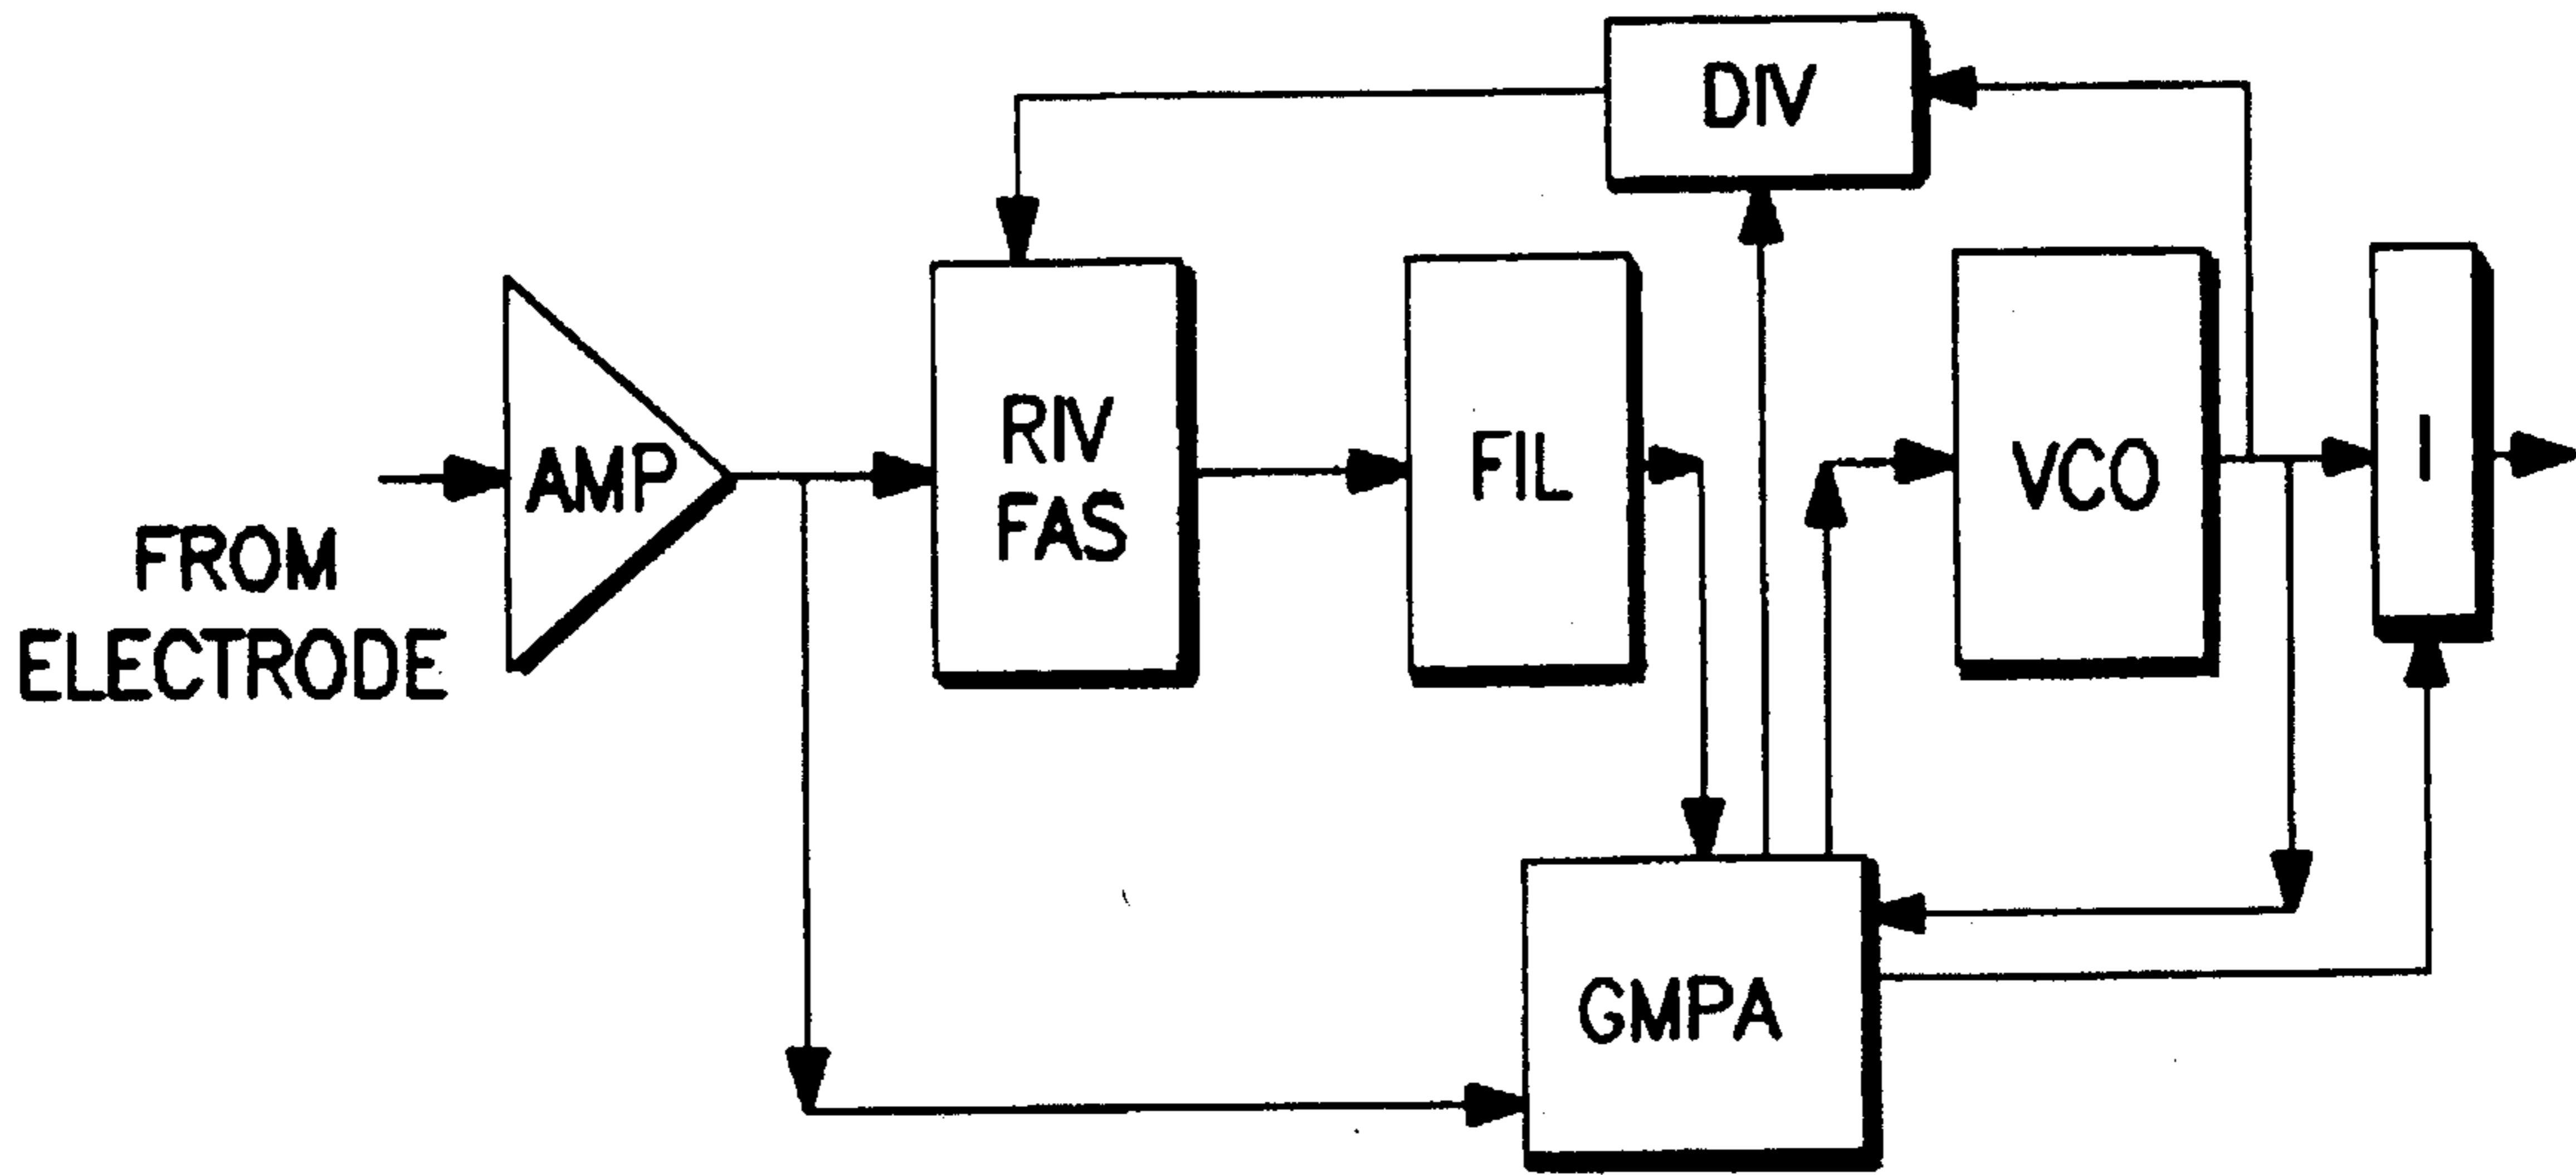 DIV
AMP
RIV
FAS
FIL
VCO
I
FROM
ELECTRODE
GMPA